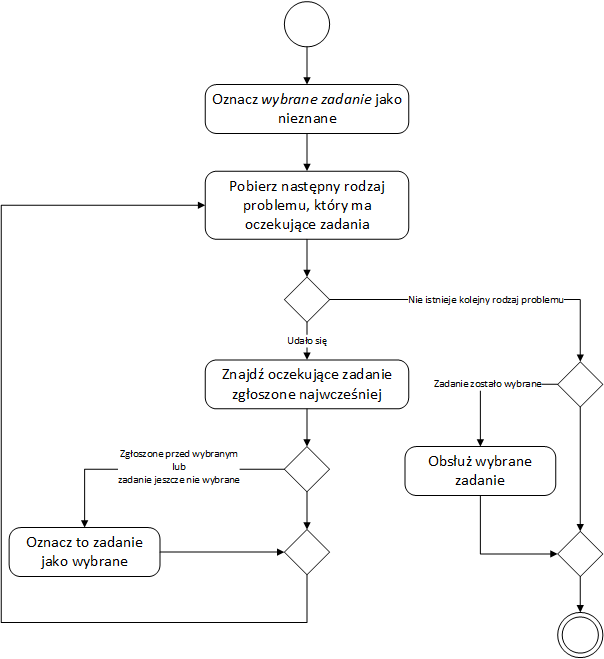 Oznacz wybrane zadanie jako
nieznane
Pobierz następny rodzaj
problemu, który ma
oczekujące zadania
Nie istnieje kolejny rodzaj problemu
Udało się
Znajdź oczekujące zadanie
zgłoszone najwcześniej
Zadanie zostało wybrane
Zgłoszone przed wybranym
lub
zadanie jeszcze nie wybrane
Obsłuż wybrane
zadanie
Oznacz to zadanie
jako wybrane